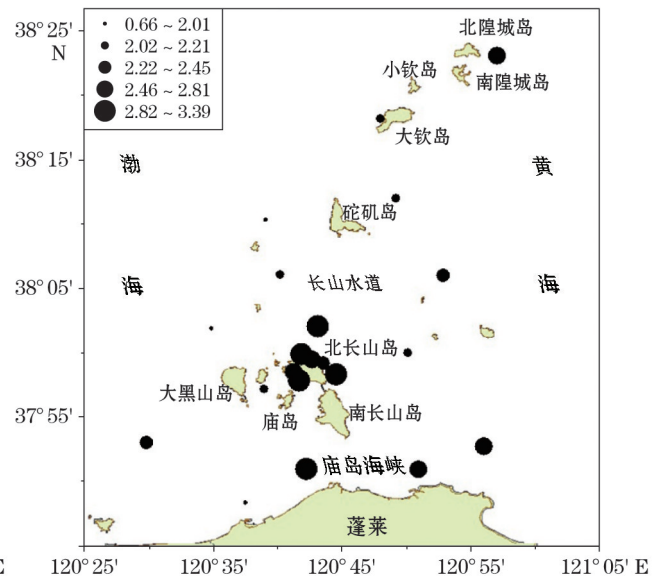 38°25'
N
0.66 ~ 2.01
2.02 ~ 2.21
2.22 ~ 2.45
2.46 ~ 2.81
2.82 ~ 3.39
北隍城岛
小钦岛
南隍城岛
大钦岛
38°15'
渤
黄
砣矶岛
38°05'
海
长山水道
海
北长山岛
大黑山岛
37°55'
庙岛
南长山岛
庙岛海峡
蓬莱
E
120°25' 120°35' 120°45' 120°55' 121°05' E